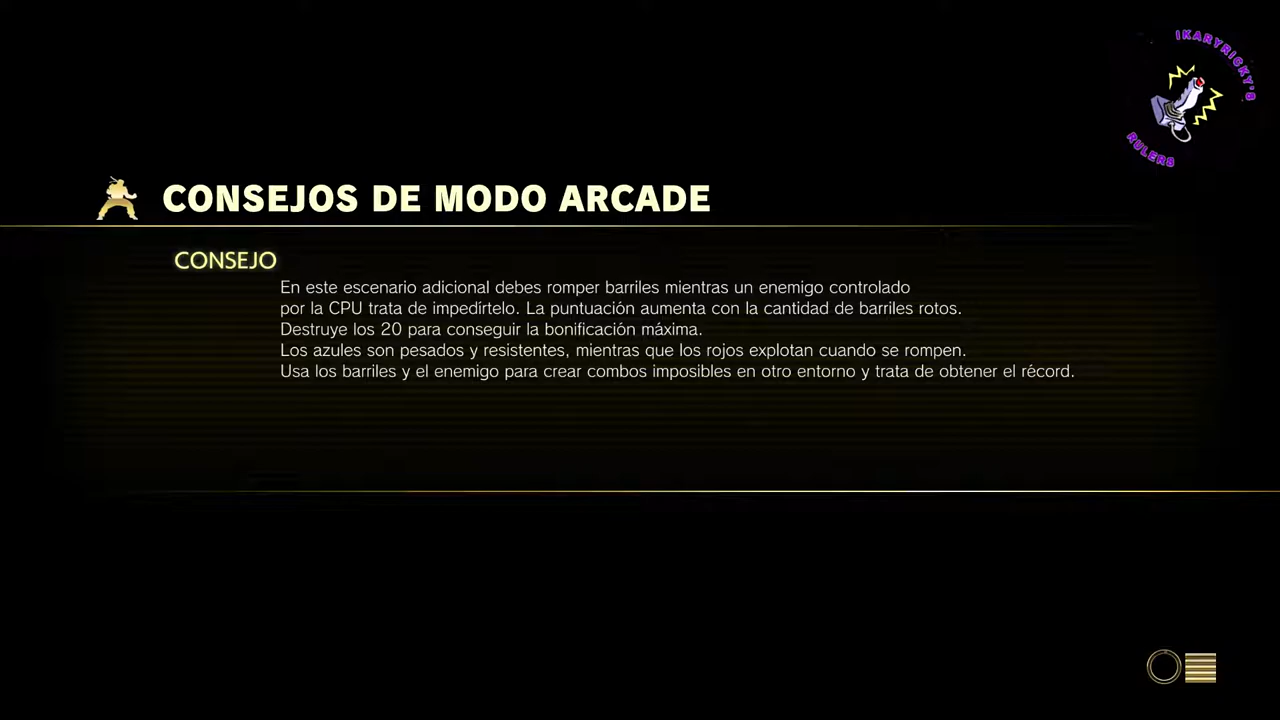 IKARYRICKY'S
RULERS
CONSEJOS DE MODO ARCADE
CONSEJO
En este escenario adicional debes romper barriles mientras un enemigo controlado
por la CPU trata de impedírtelo. La puntuación aumenta con la cantidad de barriles rotos.
Destruye los 20 para conseguir la bonificación máxima.
Los azules son pesados y resistentes, mientras que los rojos explotan cuando se rompen.
Usa los barriles y el enemigo para crear combos imposibles en otro entorno y trata de obtener el récord.